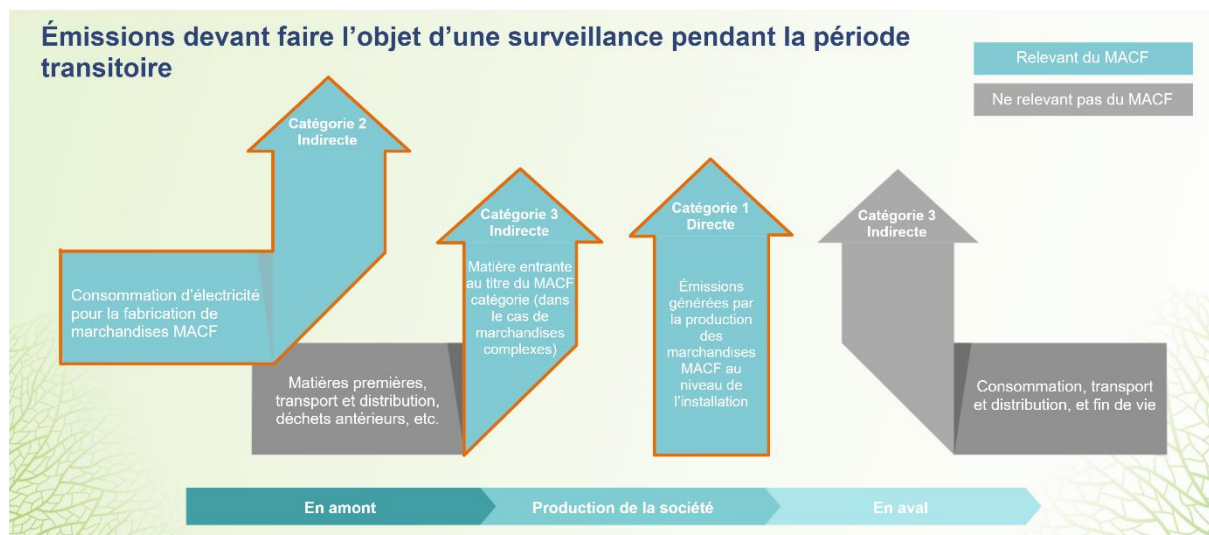 Émissions devant faire l’objet d’une surveillance pendant la période
transitoire
Relevant du MACF
Ne relevant pas du MACF
Catégorie 2
Indirecte
Consommation d’électricité
pour la fabrication de
marchandises MACF
Matières premières,
transport et distribution,
déchets antérieurs, etc.
Catégorie 3
Indirecte
Matière entrante
au titre du MACF
catégorie (dans
le cas de
marchandises
complexes)
Catégorie 1
Directe
Émissions
générées par
la production
des
marchandises
MACF au
niveau de
l’installation
Catégorie 3
Indirecte
Consommation, transport
et distribution, et fin de vie
En amont
Production de la société
En aval